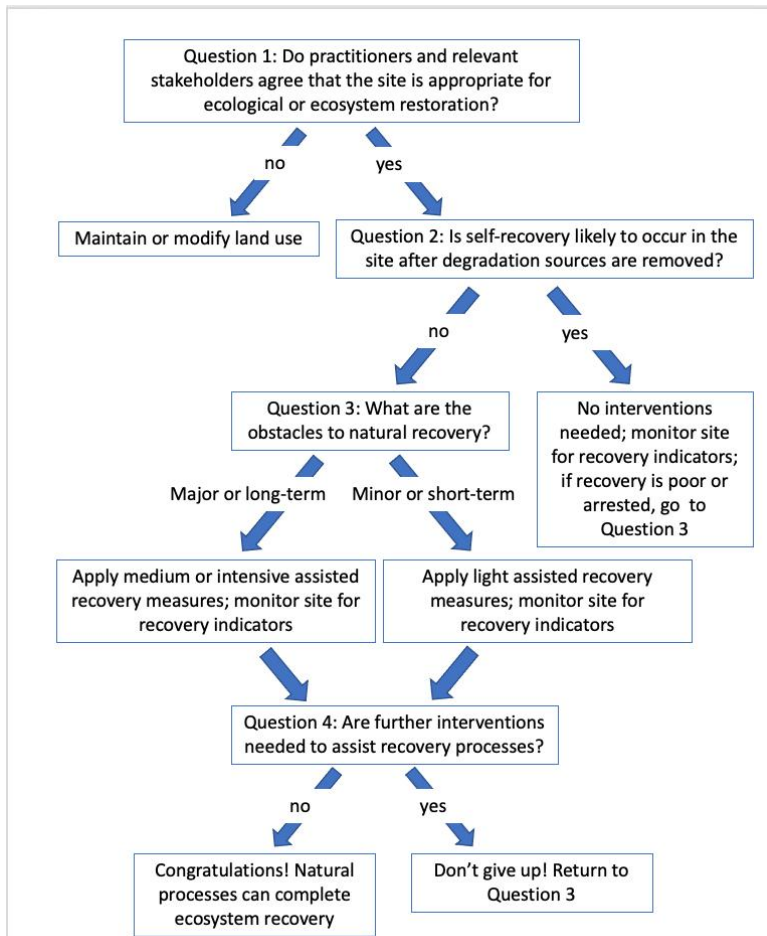 Question 1: Do practitioners and relevant
stakeholders agree that the site is appropriate for
ecological or ecosystem restoration?
no
yes
Maintain or modify land use
Question 2: Is self-recovery likely to occur in the
site after degradation sources are removed?
no
yes
Question 3: What are the
obstacles to natural recovery?
No interventions
needed; monitor site
for recovery indicators;
if recovery is poor or
arrested, go to
Question 3
Major or long-term
Minor or short-term
Apply medium or intensive assisted
recovery measures; monitor site for
recovery indicators
Apply light assisted recovery
measures; monitor site for
recovery indicators
Question 4: Are further interventions
needed to assist recovery processes?
no
yes
Congratulations! Natural
processes can complete
ecosystem recovery
Don’t give up! Return to
Question 3